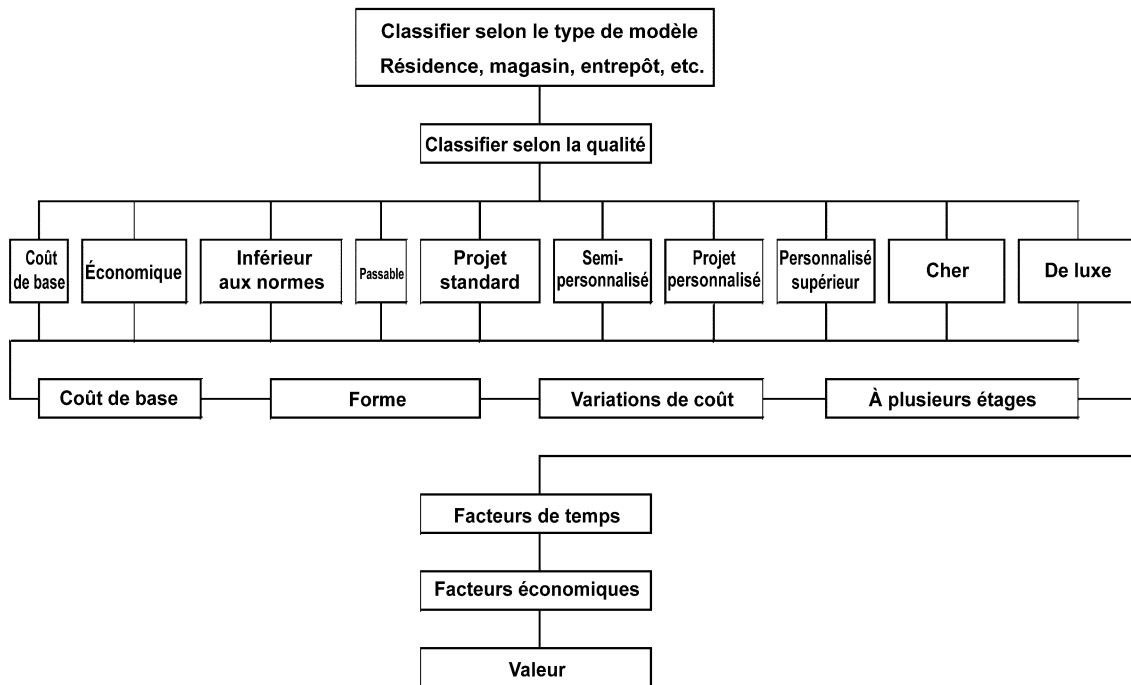 Classifier selon le type de modèle
Résidence, magasin, entrepôt, etc.
Classifier selon la qualité
Coût
de base
Économique
Inférieur
aux normes
Passable
Projet
standard
Semi-
personnalisé
Projet
personnalisé
Personnalisé
supérieur
Cher
De luxe
Coût de base
Forme
Variations de coût
À plusieurs étages
Facteurs de temps
Facteurs économiques
Valeur